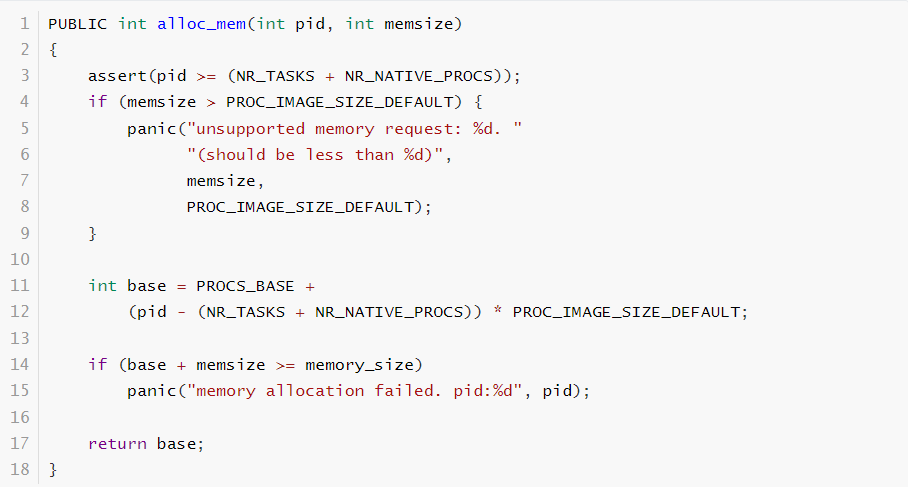 1 PUBLIC int alloc_mem(int pid, int memsize)
2 {
3     assert(pid >= (NR_TASKS + NR_NATIVE_PROCS));
4     if (memsize > PROC_IMAGE_SIZE_DEFAULT) {
5         panic("unsupported memory request: %d. "
6               "(should be less than %d)",
7               memsize,
8               PROC_IMAGE_SIZE_DEFAULT);
9     }
10
11     int base = PROCS_BASE +
12         (pid - (NR_TASKS + NR_NATIVE_PROCS)) * PROC_IMAGE_SIZE_DEFAULT;
13
14     if (base + memsize >= memory_size)
15         panic("memory allocation failed. pid:%d", pid);
16
17     return base;
18 }